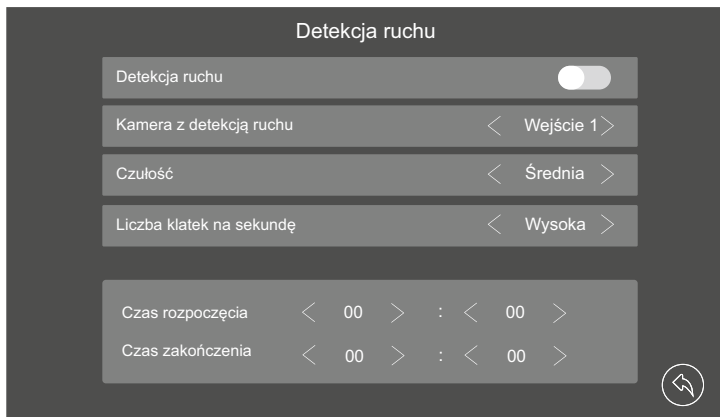 Detekcja ruchu
Detekcja ruchu
Kamera z detekcją ruchu Wejście 1
Czułość Średnia
Liczba klatek na sekundę Wysoka
Czas rozpoczęcia 00 : 00
Czas zakończenia 00 : 00